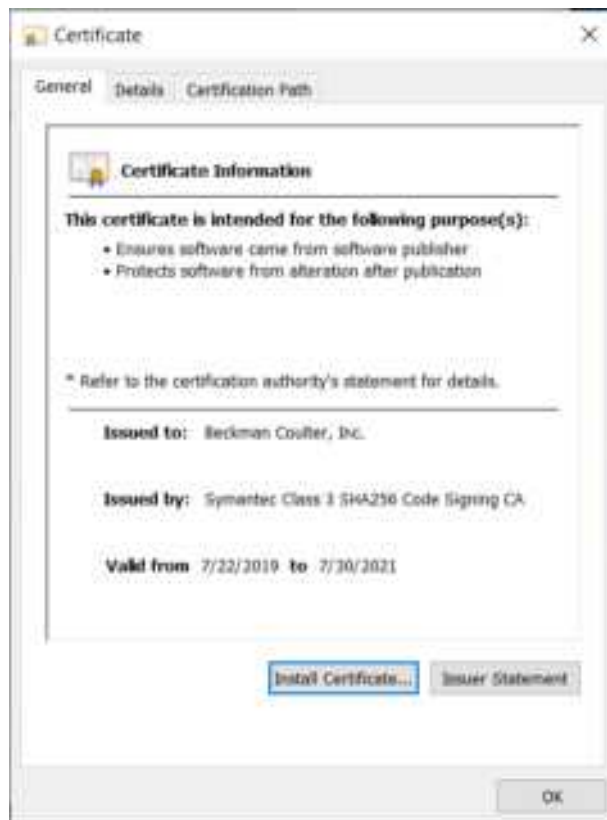 Certificate
General Details Certification Path
Certificate Information
This certificate is intended for the following purpose(s):
• Ensures software came from software publisher
• Protects software from alteration after publication
* Refer to the certification authority's statement for details.
Issued to: Beckman Coulter, Inc.
Issued by: Symantec Class 3 SHA256 Code Signing CA
Valid from 7/22/2019 to 7/30/2021
Install Certificate... Issuer Statement
OK